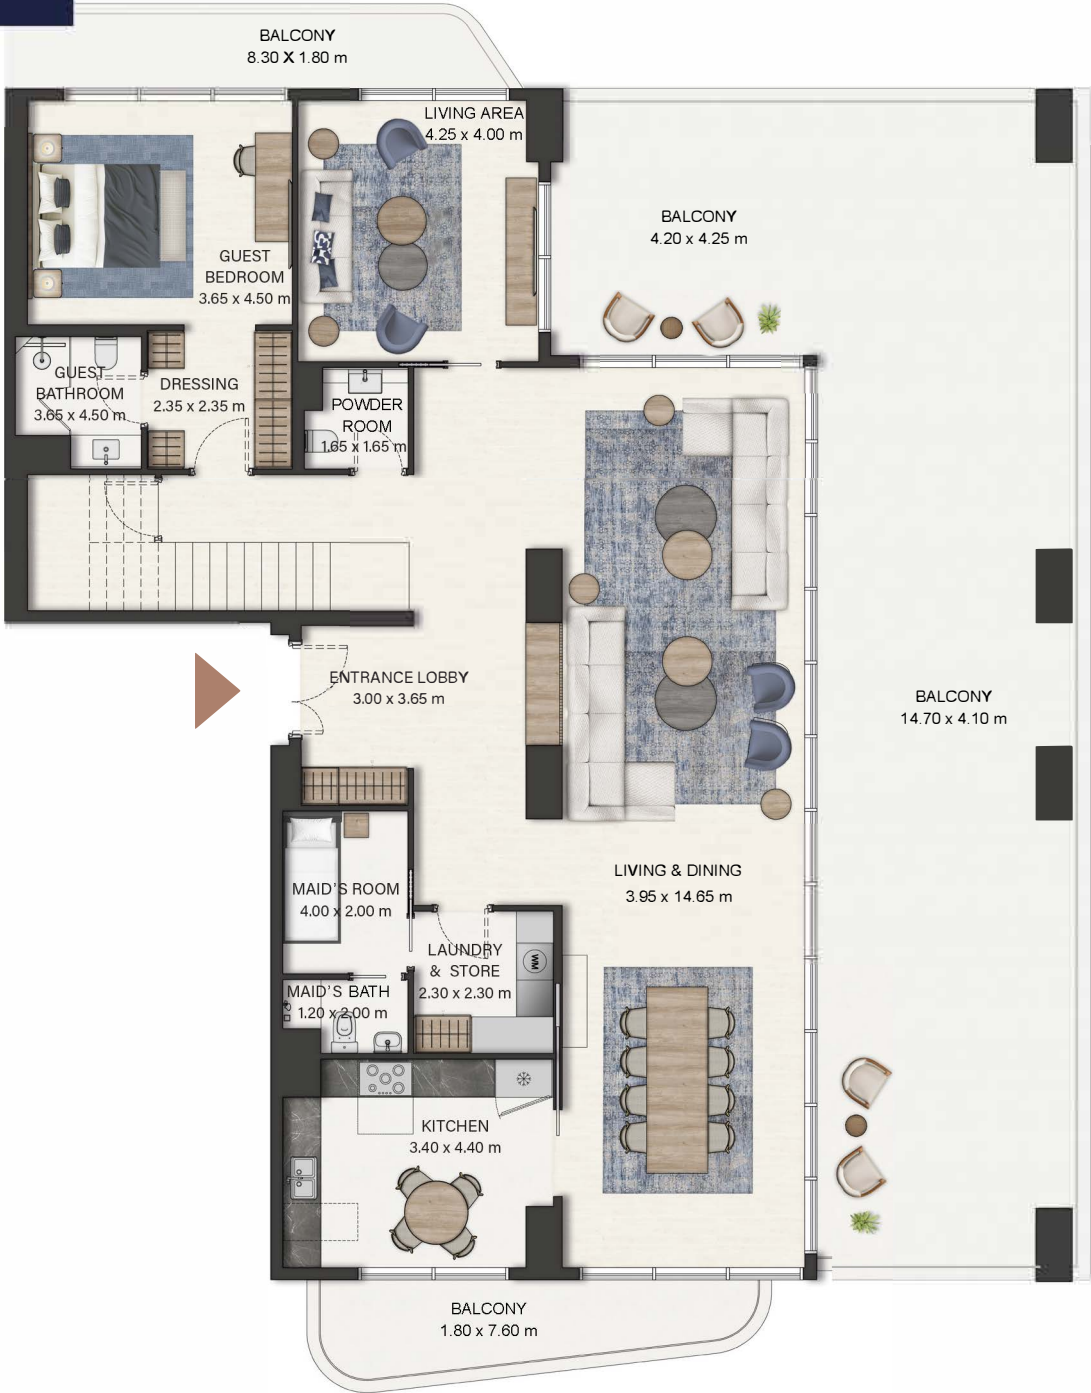 BALCONY
8.30 X 1.80 m
LIVING AREA
4.25 x 4.00 m
BALCONY
4.20 x 4.25 m
GUEST
BEDROOM
3.65 x 4.50 m
GUEST
BATHROOM
3.65 x 4.50 m
DRESSING
2.35 x 2.35 m
POWDER
ROOM
1.65 x 1.65 m
ENTRANCE LOBBY
3.00 x 3.65 m
BALCONY
14.70 x 4.10 m
LIVING & DINING
3.95 x 14.65 m
MAID'S ROOM
4.00 x 2.00 m
LAUNDRY
& STORE
2.30 x 2.30 m
WM
MAID'S BATH
1.20 x 2.00 m
KITCHEN
3.40 x 4.40 m
BALCONY
1.80 x 7.60 m